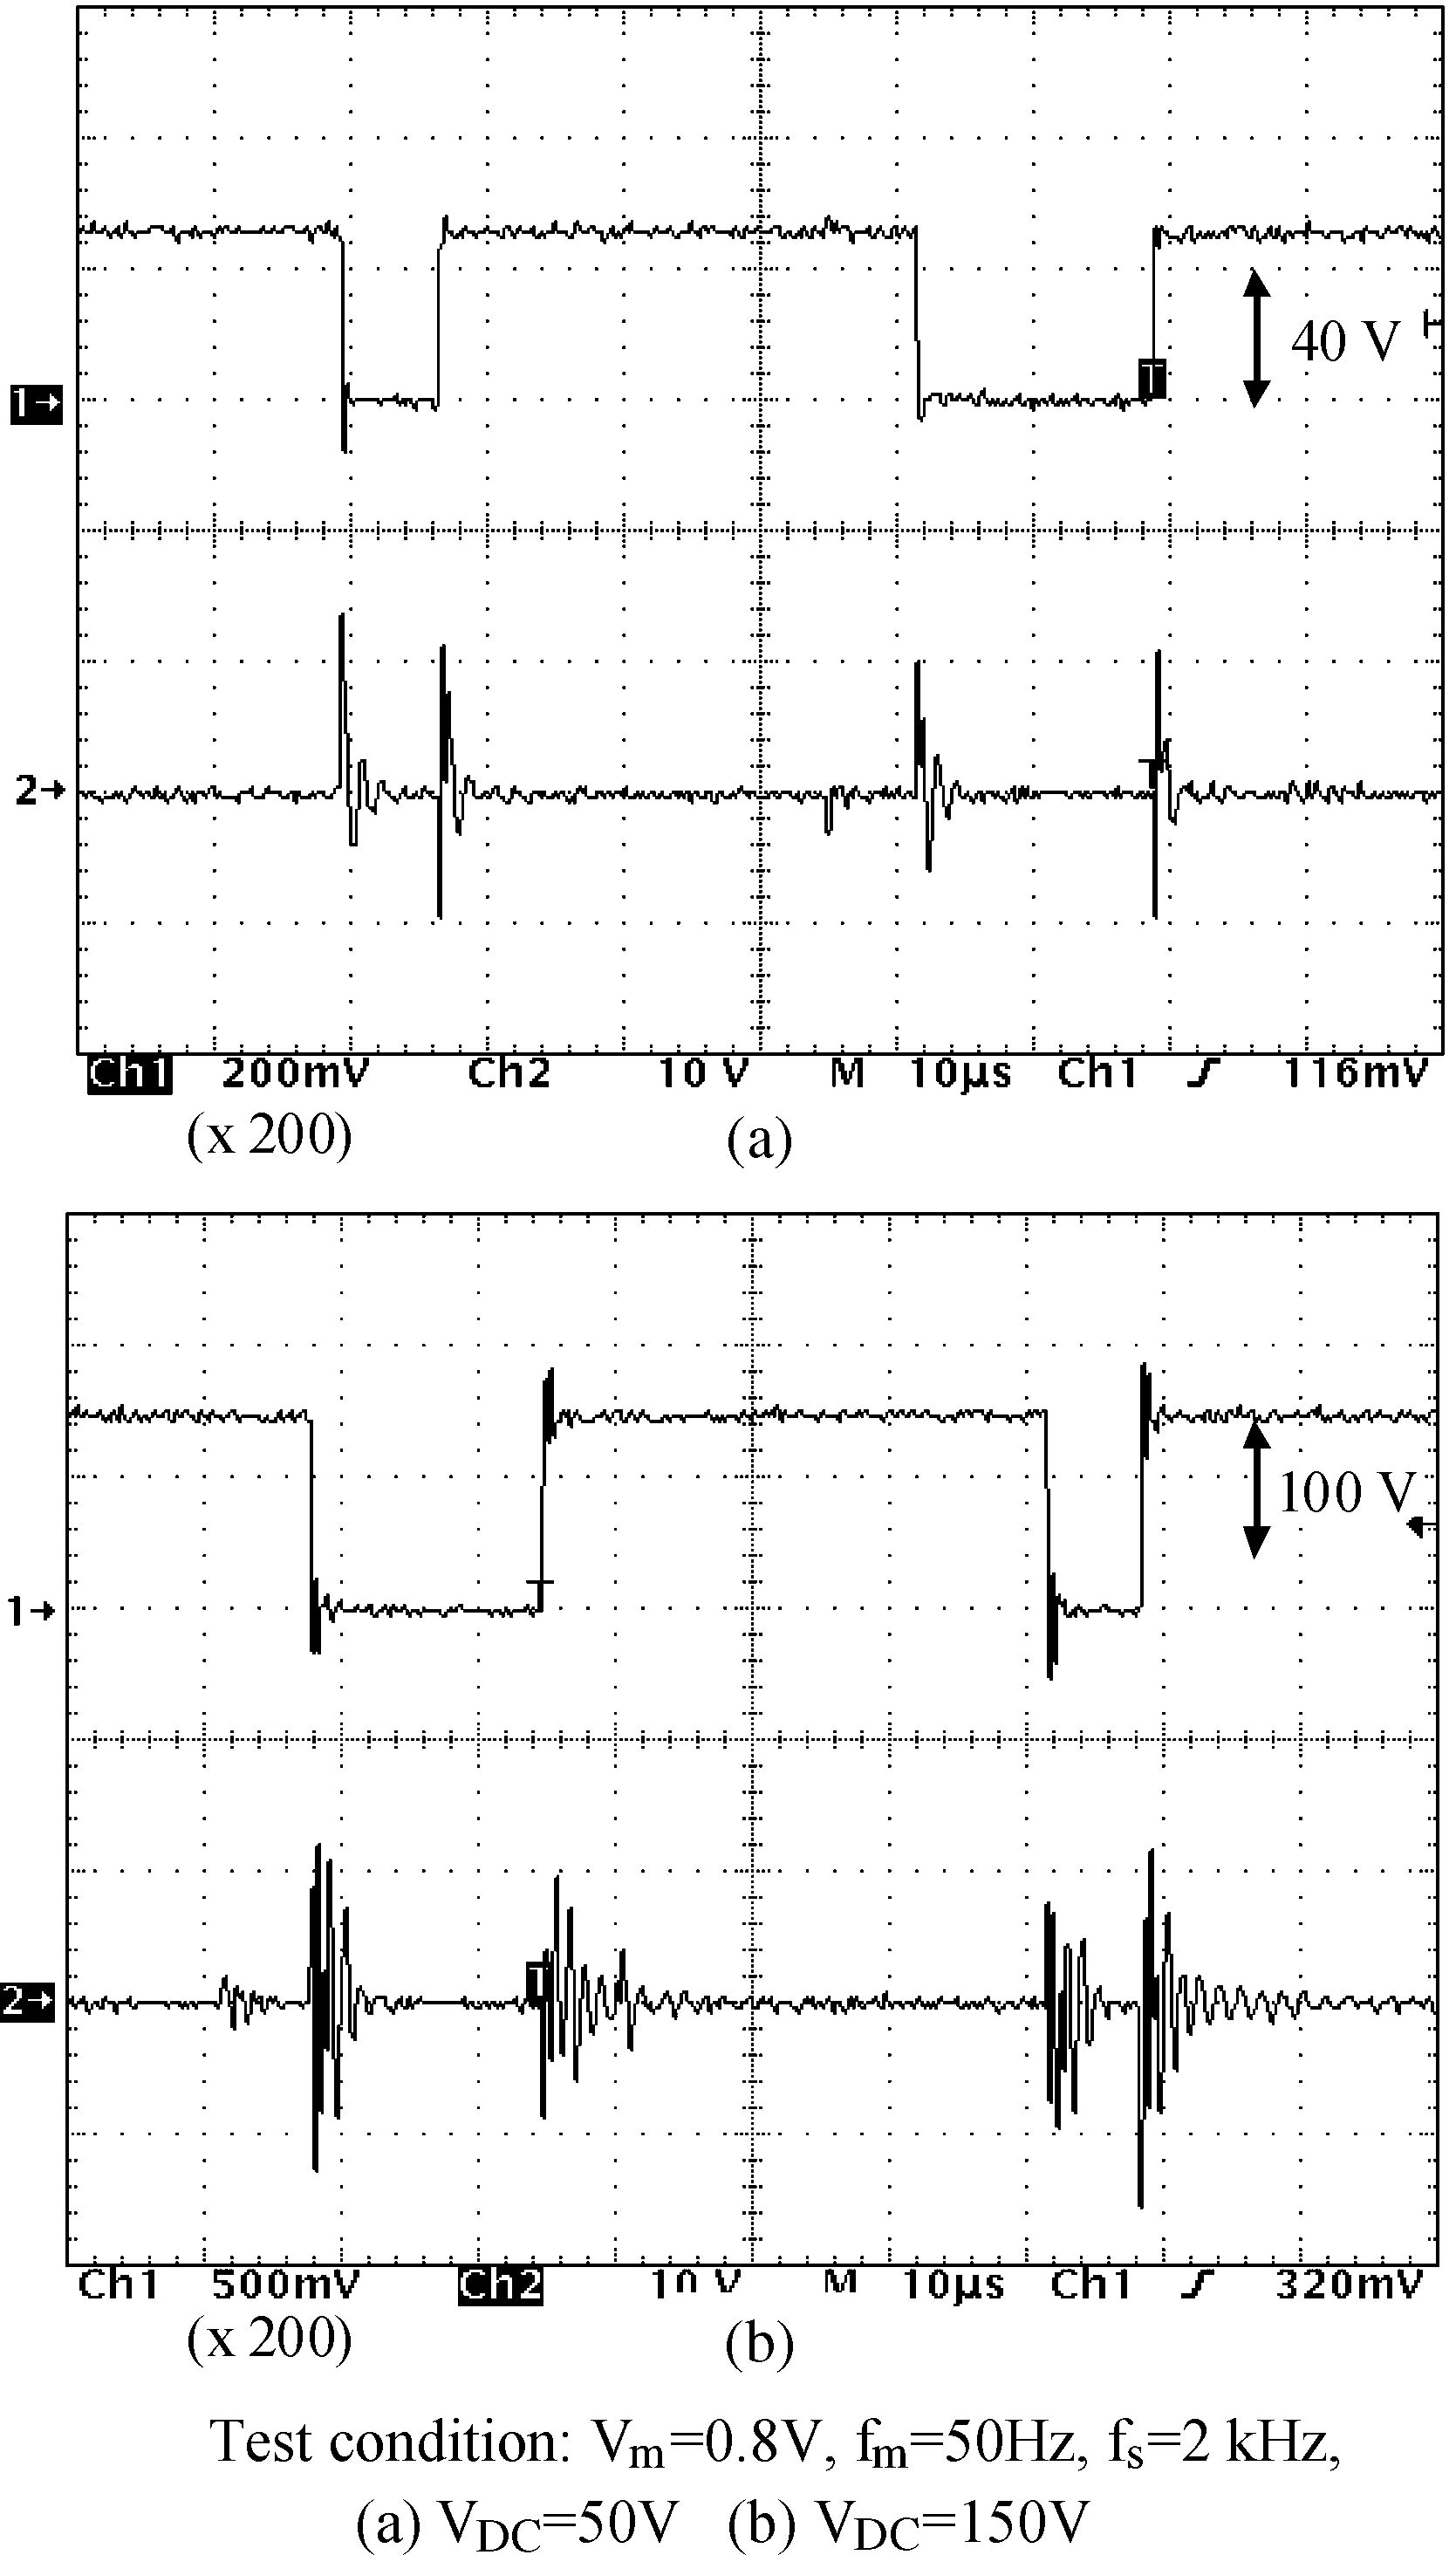 40 V
1→
T
2→
Ch1 200mV Ch2 10 V M 10µs Ch1 116mV
(x 200) (a)
100 V
1→
T
2→
Ch1 500mV Ch2 10 V M 10µs Ch1 320mV
(x 200) (b)
Test condition: Vm=0.8V, fm=50Hz, fs=2 kHz,
(a) VDC=50V (b) VDC=150V